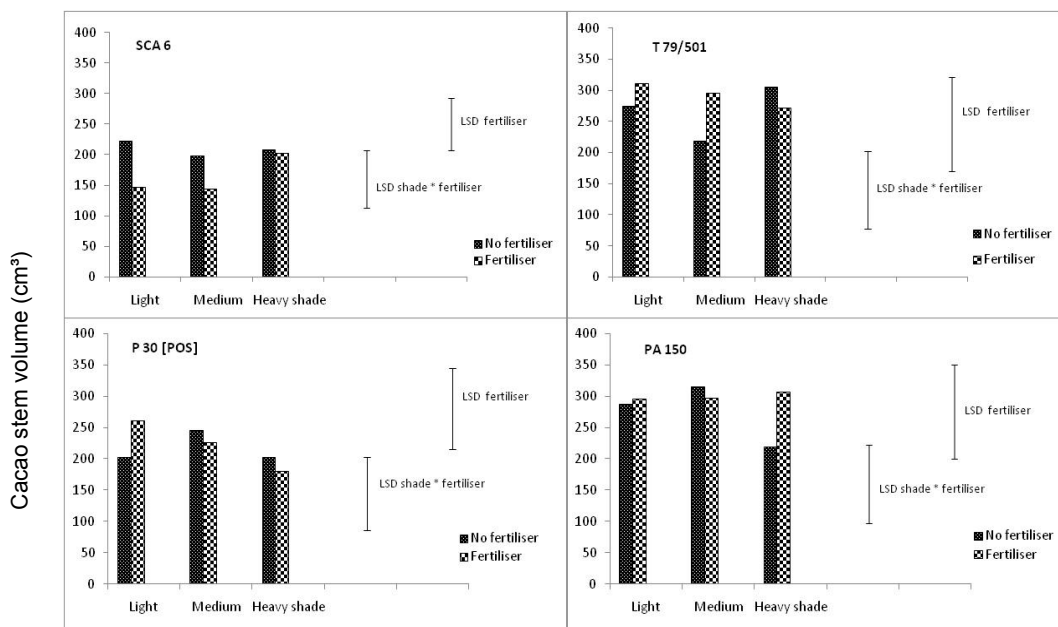 Cacao stem volume (cm³)
SCA 6
400
350
300
250
200
150
100
50
0
LSD fertiliser
LSD shade * fertiliser
No fertiliser
Fertiliser
Light Medium Heavy shade
T 79/501
400
350
300
250
200
150
100
50
0
LSD fertiliser
LSD shade * fertiliser
No fertiliser
Fertiliser
Light Medium Heavy shade
P 30 [POS]
400
350
300
250
200
150
100
50
0
LSD fertiliser
LSD shade * fertiliser
No fertiliser
Fertiliser
Light Medium Heavy shade
PA 150
400
350
300
250
200
150
100
50
0
LSD fertiliser
LSD shade * fertiliser
No fertiliser
Fertiliser
Light Medium Heavy shade